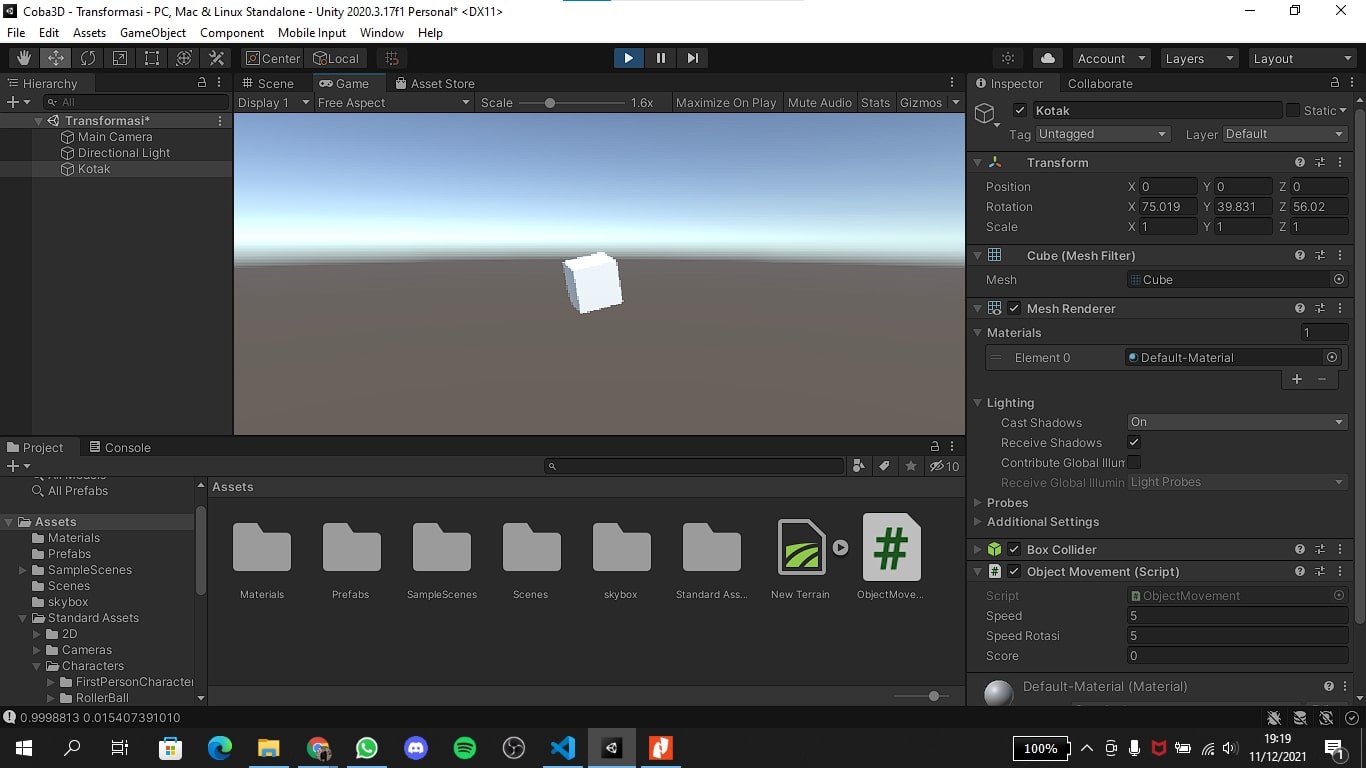 Coba3D - Transformasi - PC, Mac & Linux Standalone - Unity 2020.3.17f1 Personal* <DX11>
File Edit Assets GameObject Component Mobile Input Window Help
Center Local Account Layers Layout
Hierarchy
All
Transformasi*
Main Camera
Directional Light
Kotak
Scene Game Asset Store
Display 1 Free Aspect Scale 1.6x Maximize On Play Mute Audio Stats Gizmos
Inspector Collaborate
Kotak Static
Tag Untagged Layer Default
Transform
Position X 0 Y 0 Z 0
Rotation X 75.019 Y 39.831 Z 56.02
Scale X 1 Y 1 Z 1
Cube (Mesh Filter)
Mesh Cube
Mesh Renderer
Materials 1
Element 0 Default-Material
Lighting
Cast Shadows On
Receive Shadows
Contribute Global Illum
Receive Global Illumin Light Probes
Probes
Additional Settings
Box Collider
Object Movement (Script)
Script ObjectMovement
Speed 5
Speed Rotasi 5
Score 0
Default-Material (Material)
Project Console
10
All Models
All Prefabs
Assets
Materials
Prefabs
SampleScenes
Scenes
skybox
Standard Assets
2D
Cameras
Characters
FirstPersonCharacter
RollerBall
Assets
Materials Prefabs SampleScenes Scenes skybox Standard Ass... New Terrain ObjectMove...
0.9998813 0.015407391010
100%
19:19
11/12/2021
1